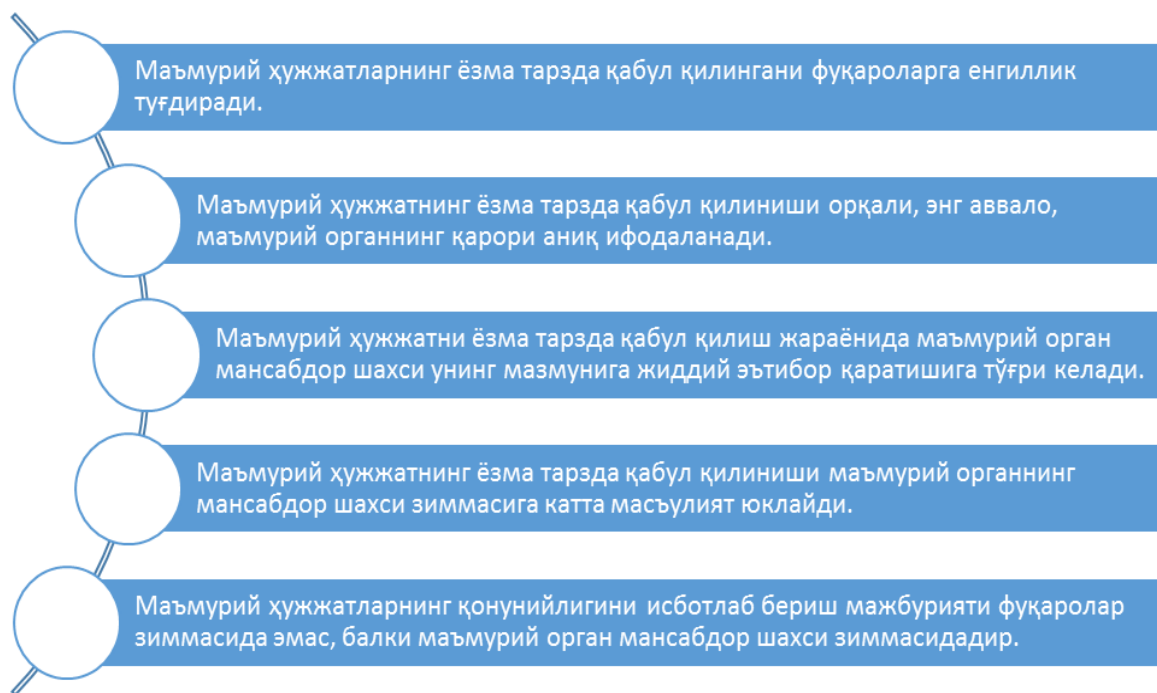 Маъмурий ҳужжатларнинг ёзма тарзда қабул қилингани фуқароларга енгиллик
туғдиради.
Маъмурий ҳужжатнинг ёзма тарзда қабул қилиниши орқали, энг аввало,
маъмурий органнинг қарори аниқ ифодаланади.
Маъмурий ҳужжатни ёзма тарзда қабул қилиш жараёнида маъмурий орган
мансабдор шахси унинг мазмунига жиддий эътибор қаратишига тўғри келади.
Маъмурий ҳужжатнинг ёзма тарзда қабул қилиниши маъмурий органнинг
мансабдор шахси зиммасига катта масъулият юклайди.
Маъмурий ҳужжатларнинг қонунийлигини исботлаб бериш мажбурияти фуқаролар
зиммасида эмас, балки маъмурий орган мансабдор шахси зиммасидадир.